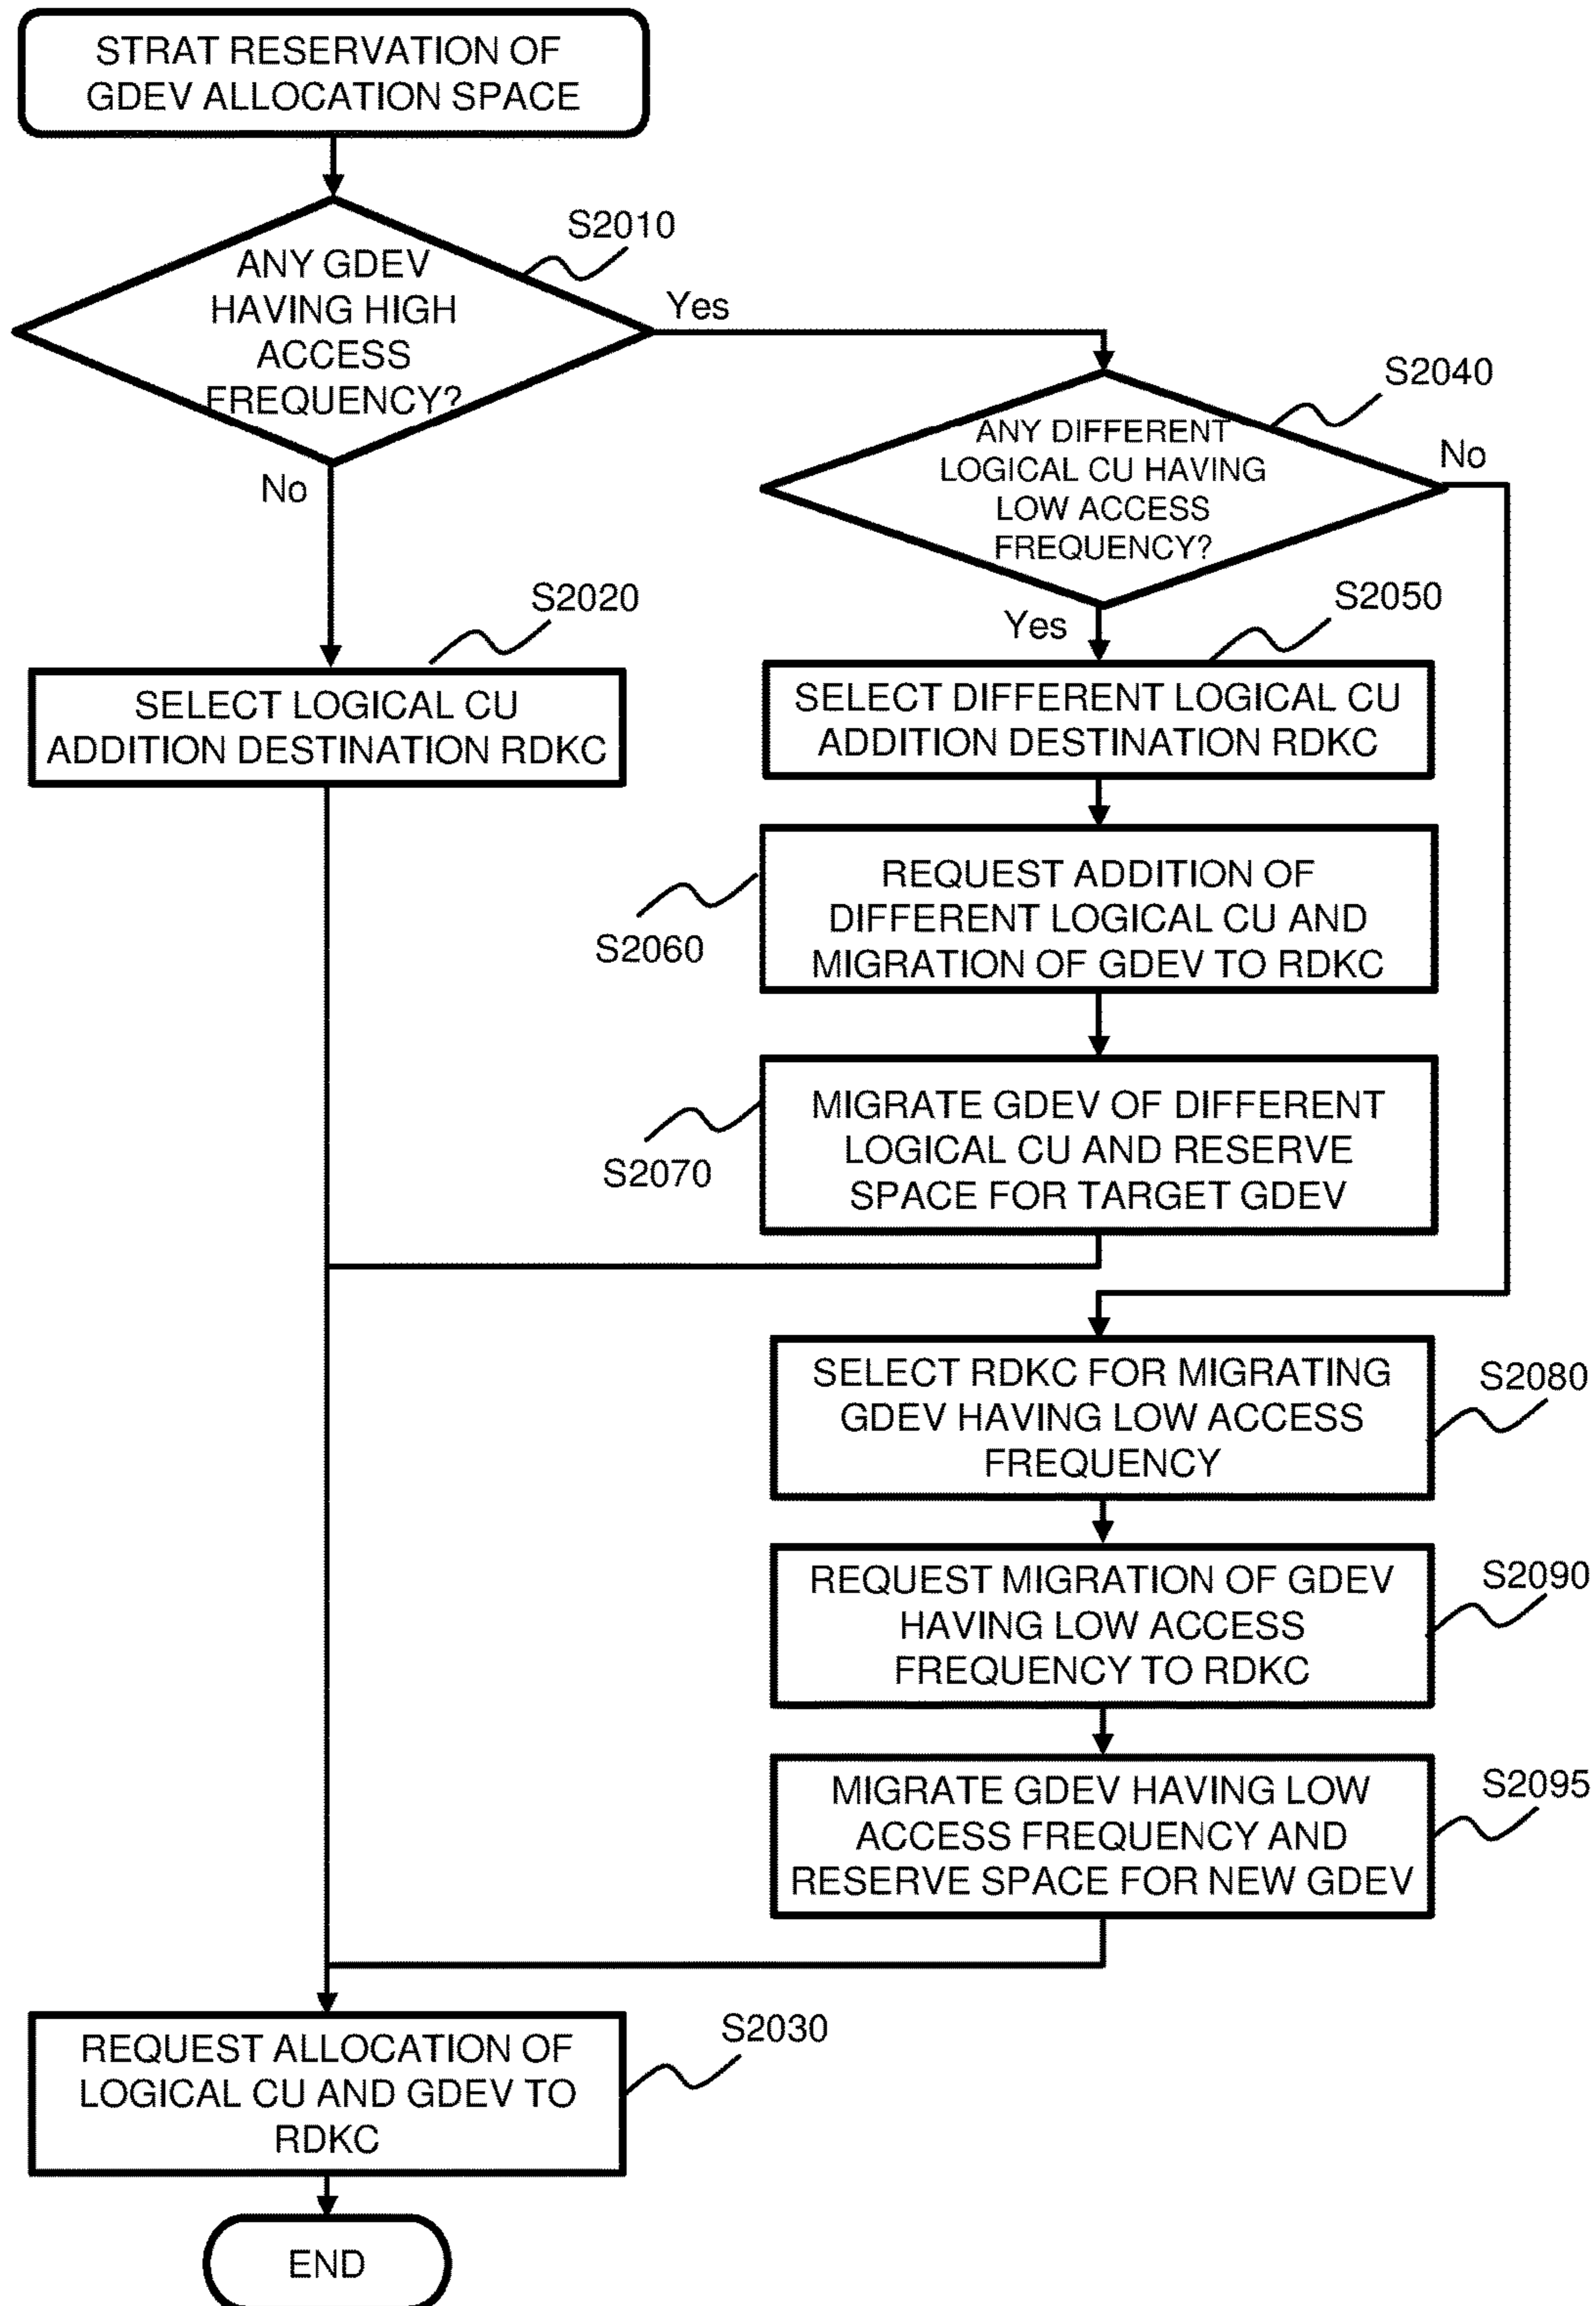 STRAT RESERVATION OF
GDEV ALLOCATION SPACE
S2010
ANY GDEV
HAVING HIGH
ACCESS
FREQUENCY?
Yes
No
S2040
ANY DIFFERENT
LOGICAL CU HAVING
LOW ACCESS
FREQUENCY?
No
Yes
S2020
SELECT LOGICAL CU
ADDITION DESTINATION RDKC
S2050
SELECT DIFFERENT LOGICAL CU
ADDITION DESTINATION RDKC
S2060
REQUEST ADDITION OF
DIFFERENT LOGICAL CU AND
MIGRATION OF GDEV TO RDKC
S2070
MIGRATE GDEV OF DIFFERENT
LOGICAL CU AND RESERVE
SPACE FOR TARGET GDEV
S2080
SELECT RDKC FOR MIGRATING
GDEV HAVING LOW ACCESS
FREQUENCY
S2090
REQUEST MIGRATION OF GDEV
HAVING LOW ACCESS
FREQUENCY TO RDKC
S2095
MIGRATE GDEV HAVING LOW
ACCESS FREQUENCY AND
RESERVE SPACE FOR NEW GDEV
S2030
REQUEST ALLOCATION OF
LOGICAL CU AND GDEV TO
RDKC
END